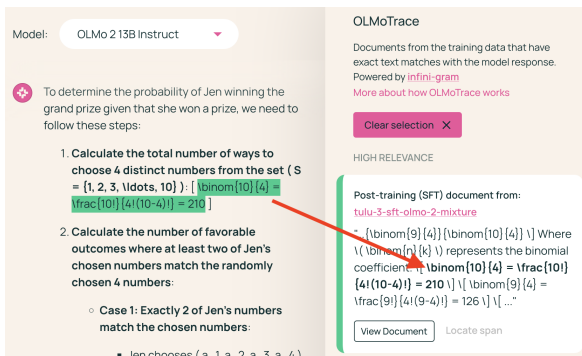 Model: OLMo 2 13B Instruct
To determine the probability of Jen winning the
grand prize given that she won a prize, we need to
follow these steps:
1. Calculate the total number of ways to
choose 4 distinct numbers from the set ( S
= {1, 2, 3, \ldots, 10} ): [ \binom{10}{4} =
\frac{10!}{4!(10-4)!} = 210 ]
2. Calculate the number of favorable
outcomes where at least two of Jen's
chosen numbers match the randomly
chosen 4 numbers:
Case 1: Exactly 2 of Jen's numbers
match the chosen numbers:
Jen chooses ( a_1, a_2, a_3, a_4 )
OLMoTrace
Documents from the training data that have
exact text matches with the model response.
Powered by infini-gram
More about how OLMoTrace works
Clear selection X
HIGH RELEVANCE
Post-training (SFT) document from:
tulu-3-sft-olmo-2-mixture
"...{\binom{9}{4}}{\binom{10}{4}} \] Where
\( \binom{n}{k} \) represents the binomial
coefficient. \[ \binom{10}{4} = \frac{10!}
{4!(10-4)!} = 210 \] \[ \binom{9}{4} =
\frac{9!}{4!(9-4)!} = 126 \] \[ ..."
View Document Locate span